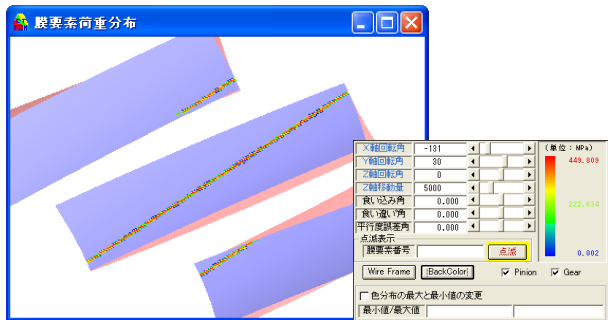 膜要素荷重分布
X軸回転角 -131
Y軸回転角 30
Z軸回転角 0
Z軸移動量 5000
食い込み角 0.000
食い違い角 0.000
平行度誤差角 0.000
点滅表示
膜要素番号 点滅
Wire Frame BackColor Pinion Gear
色分布の最大と最小値の変更
最小値/最大値
(単位：MPa)
449.809
0.002